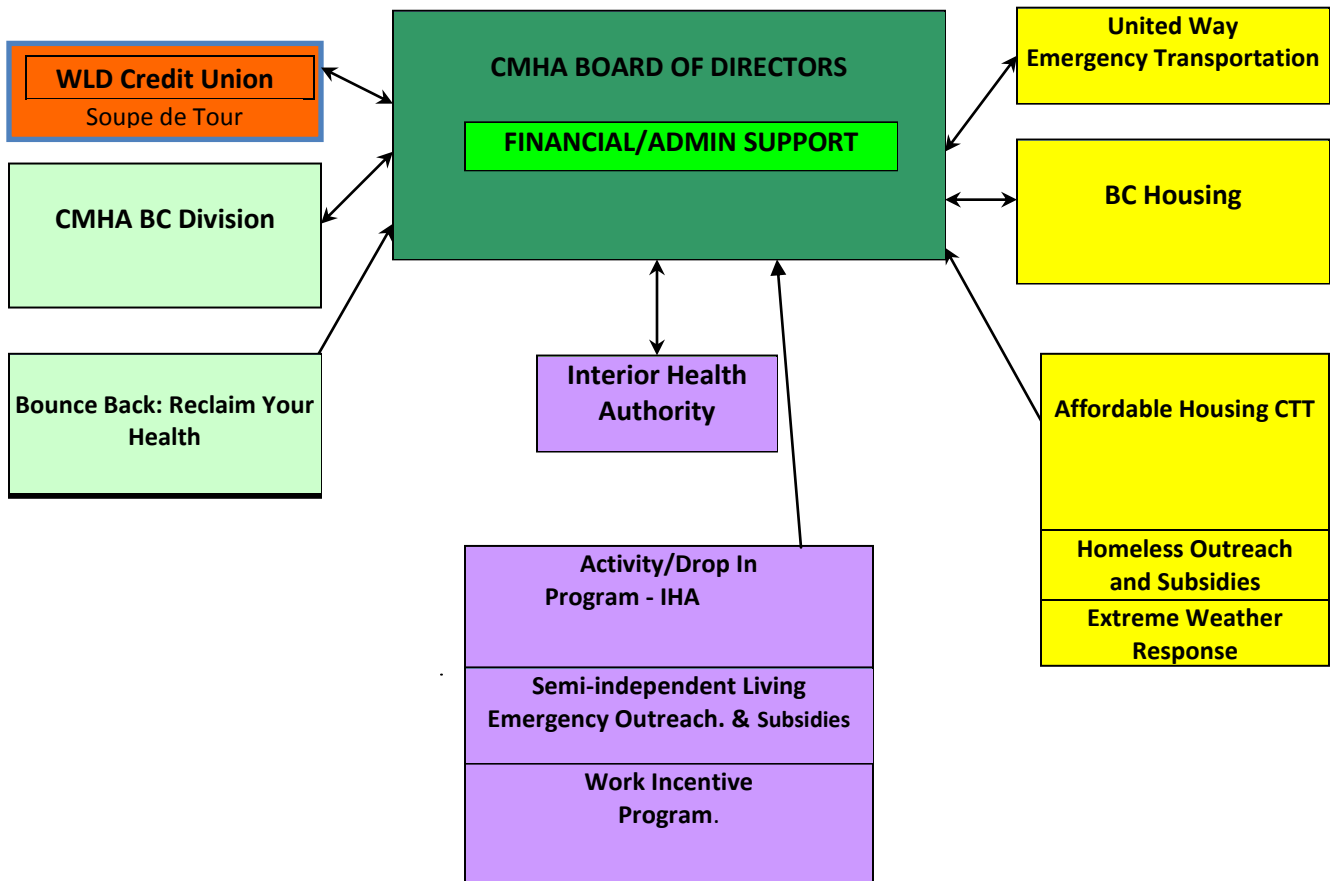 WLD Credit Union
Soupe de Tour
CMHA BOARD OF DIRECTORS
FINANCIAL/ADMIN SUPPORT
United Way
Emergency Transportation
CMHA BC Division
BC Housing
Bounce Back: Reclaim Your
Health
Interior Health
Authority
Affordable Housing CTT
Homeless Outreach
and Subsidies
Extreme Weather
Response
Activity/Drop In
Program - IHA
Semi-independent Living
Emergency Outreach. & Subsidies
Work Incentive
Program.
.